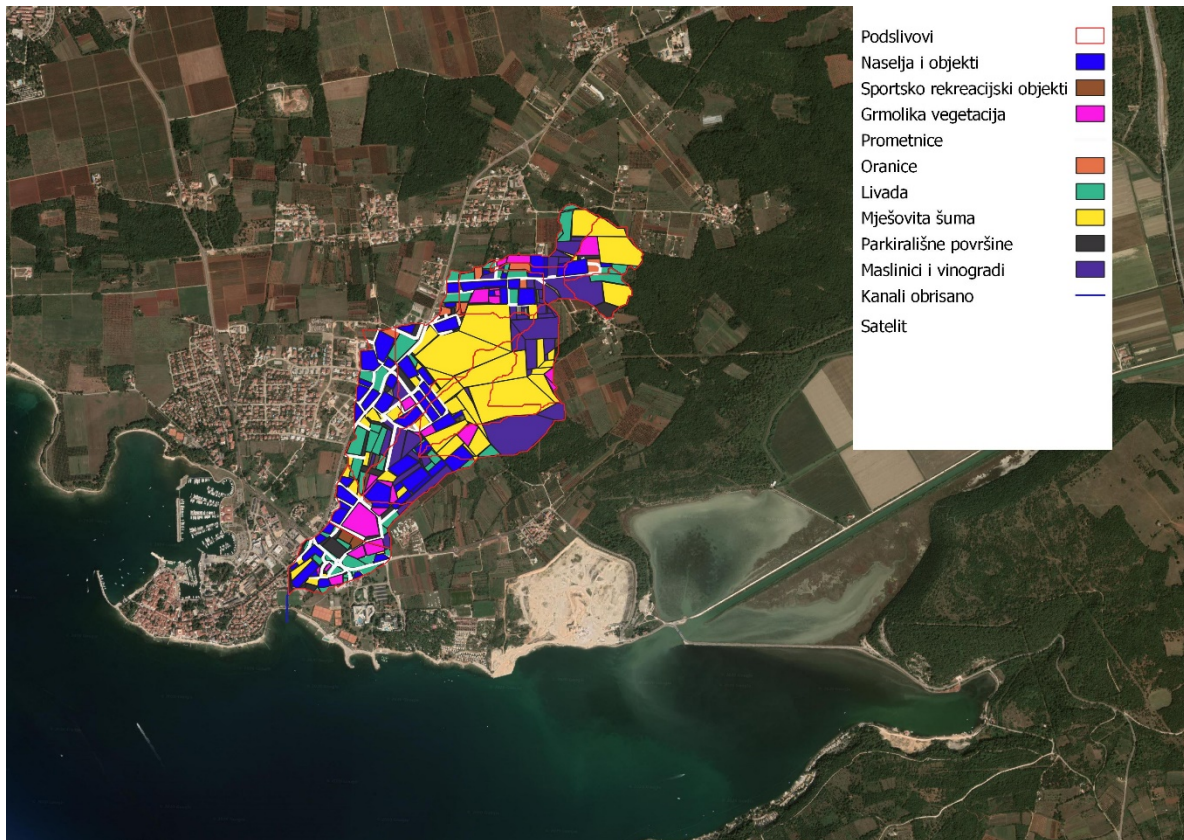 Podslivovi
Naselja i objekti
Sportsko rekreacijski objekti
Grmolika vegetacija
Prometnice
Oranice
Livada
Mješovita šuma
Parkirališne površine
Maslinici i vinogradi
Kanali obrisano
Satelit